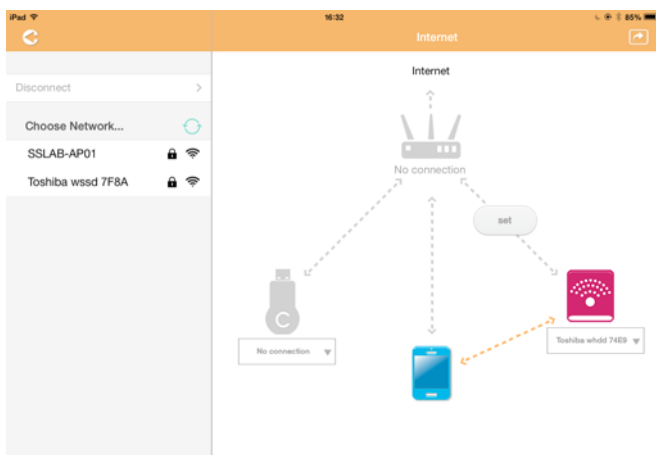 iPad
16:32
85%
Internet
Internet
Disconnect
Choose Network...
SSLAB-AP01
Toshiba wssd 7F8A
No connection
set
C
No connection
Toshiba whdd 74E9